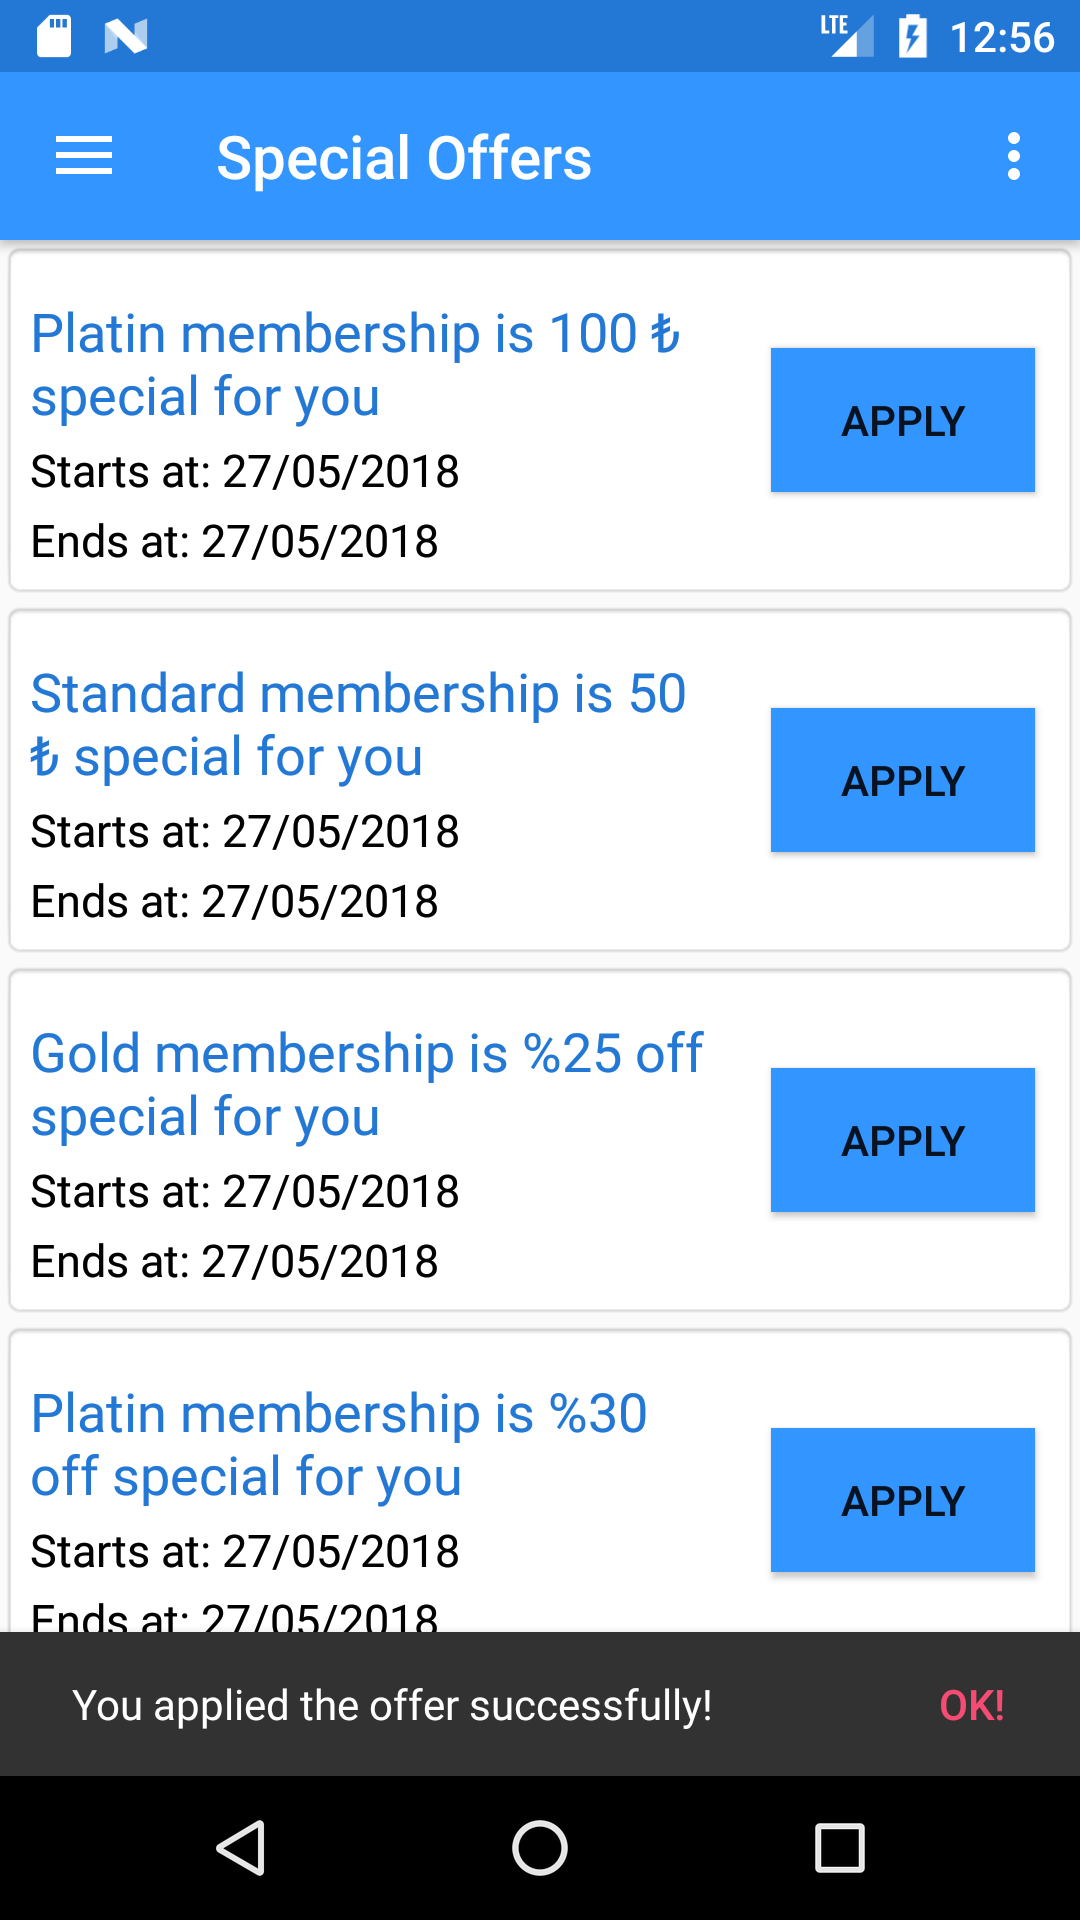 LTE 12:56
Special Offers
Platin membership is 100 ₺
special for you
Starts at: 27/05/2018
Ends at: 27/05/2018
APPLY
Standard membership is 50
₺ special for you
Starts at: 27/05/2018
Ends at: 27/05/2018
APPLY
Gold membership is %25 off
special for you
Starts at: 27/05/2018
Ends at: 27/05/2018
APPLY
Platin membership is %30
off special for you
Starts at: 27/05/2018
Ends at: 27/05/2018
APPLY
You applied the offer successfully! OK!